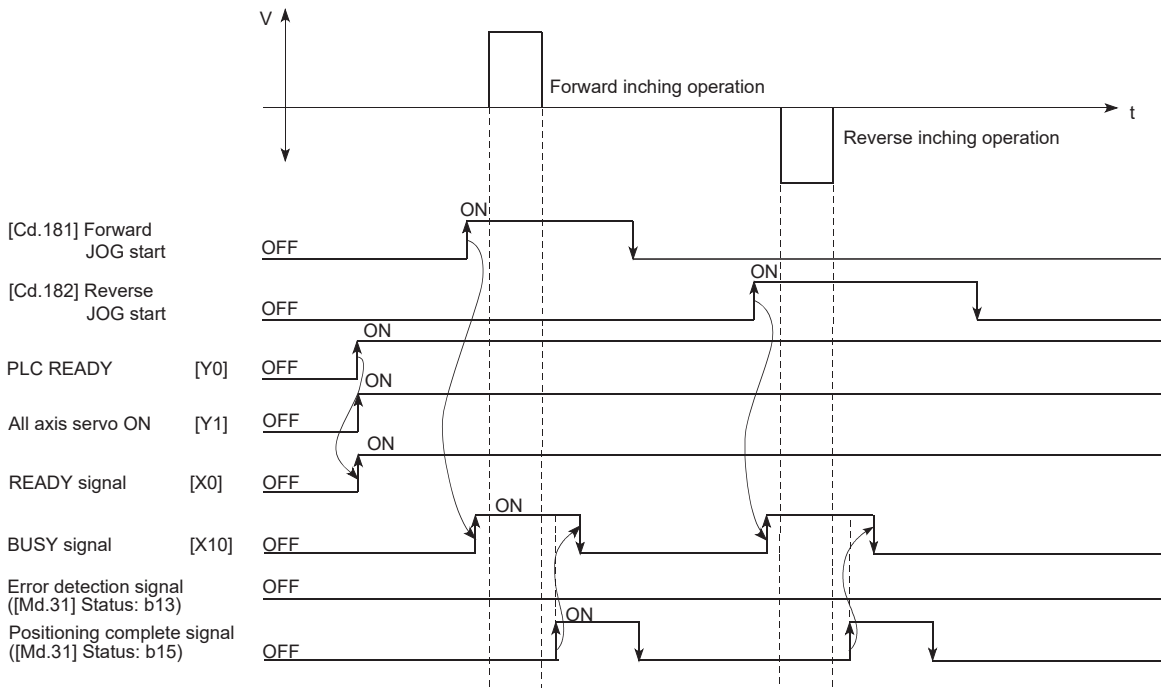 V
Forward inching operation
t
Reverse inching operation
ON
[Cd.181] Forward
JOG start
OFF
ON
[Cd.182] Reverse
JOG start
OFF
ON
PLC READY [Y0] OFF
ON
All axis servo ON [Y1] OFF
ON
READY signal [X0] OFF
ON
BUSY signal [X10] OFF
Error detection signal
([Md.31] Status: b13)
OFF
ON
Positioning complete signal
([Md.31] Status: b15)
OFF